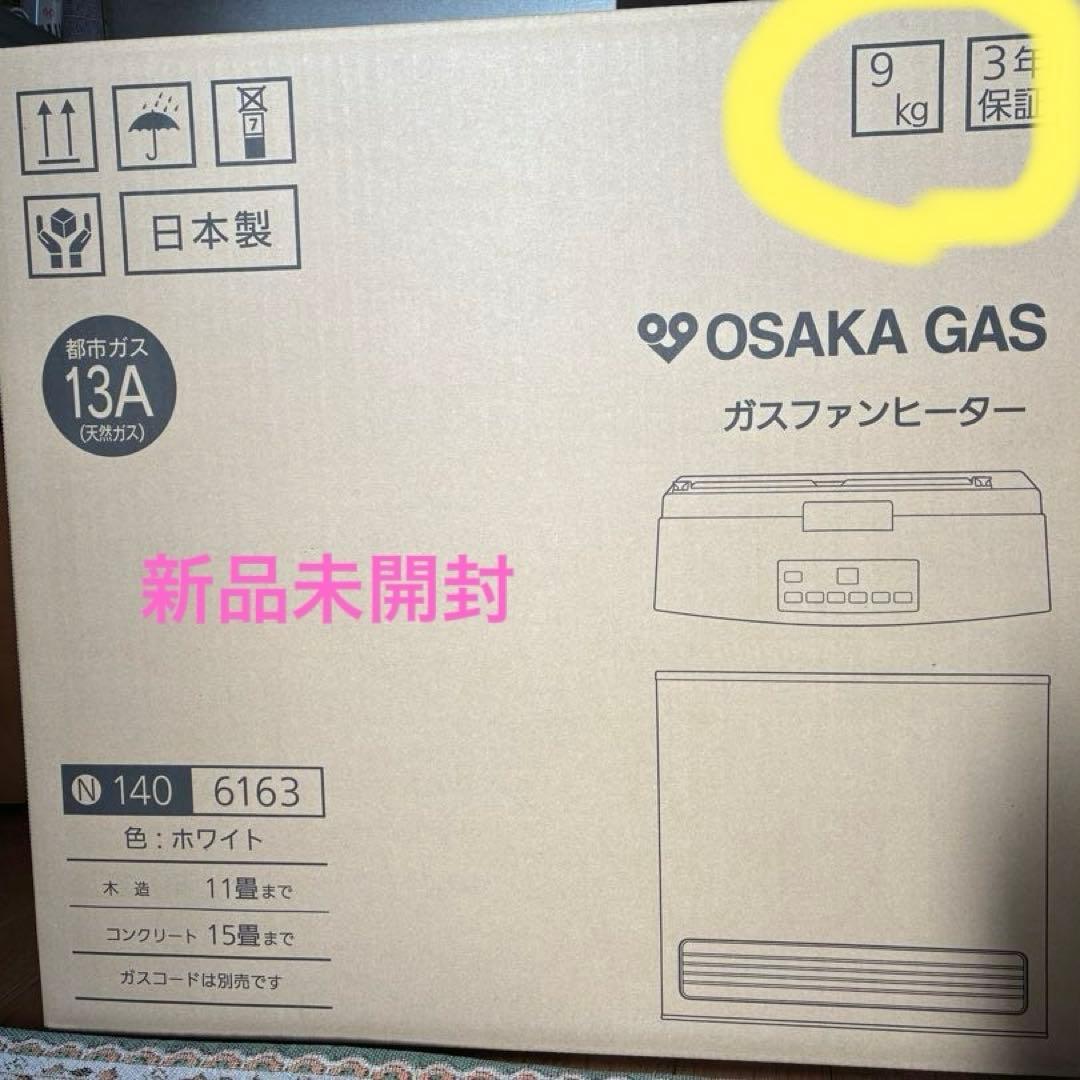 9
kg
3年
保証
7
日本製
都市ガス
13A
(天然ガス)
OSAKA GAS
ガスファンヒーター
新品未開封
N 140 6163
色：ホワイト
木造 11畳まで
コンクリート 15畳まで
ガスコードは別売です